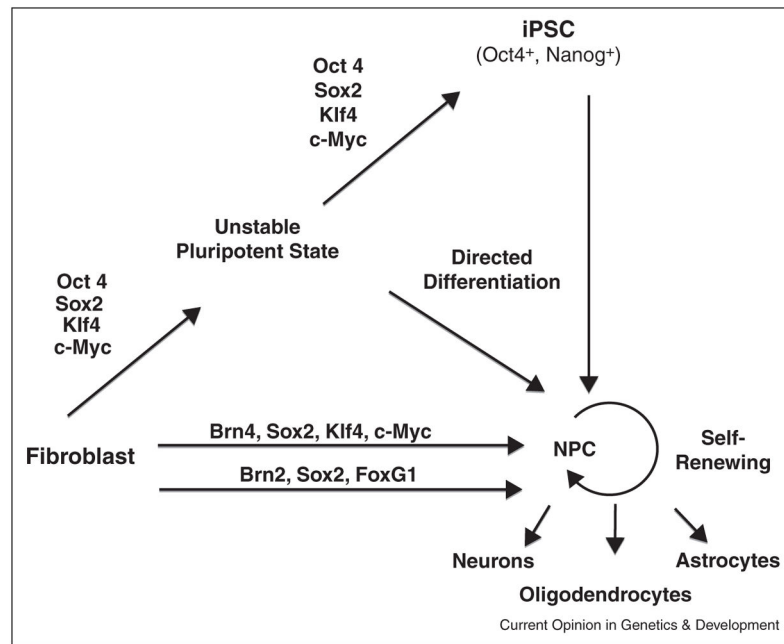 iPSC
(Oct4⁺, Nanog⁺)
Oct 4
Sox2
Klf4
c-Myc
Unstable
Pluripotent State
Directed
Differentiation
Oct 4
Sox2
Klf4
c-Myc
Fibroblast
Brn4, Sox2, Klf4, c-Myc
Brn2, Sox2, FoxG1
NPC
Self-
Renewing
Neurons
Astrocytes
Oligodendrocytes
Current Opinion in Genetics & Development